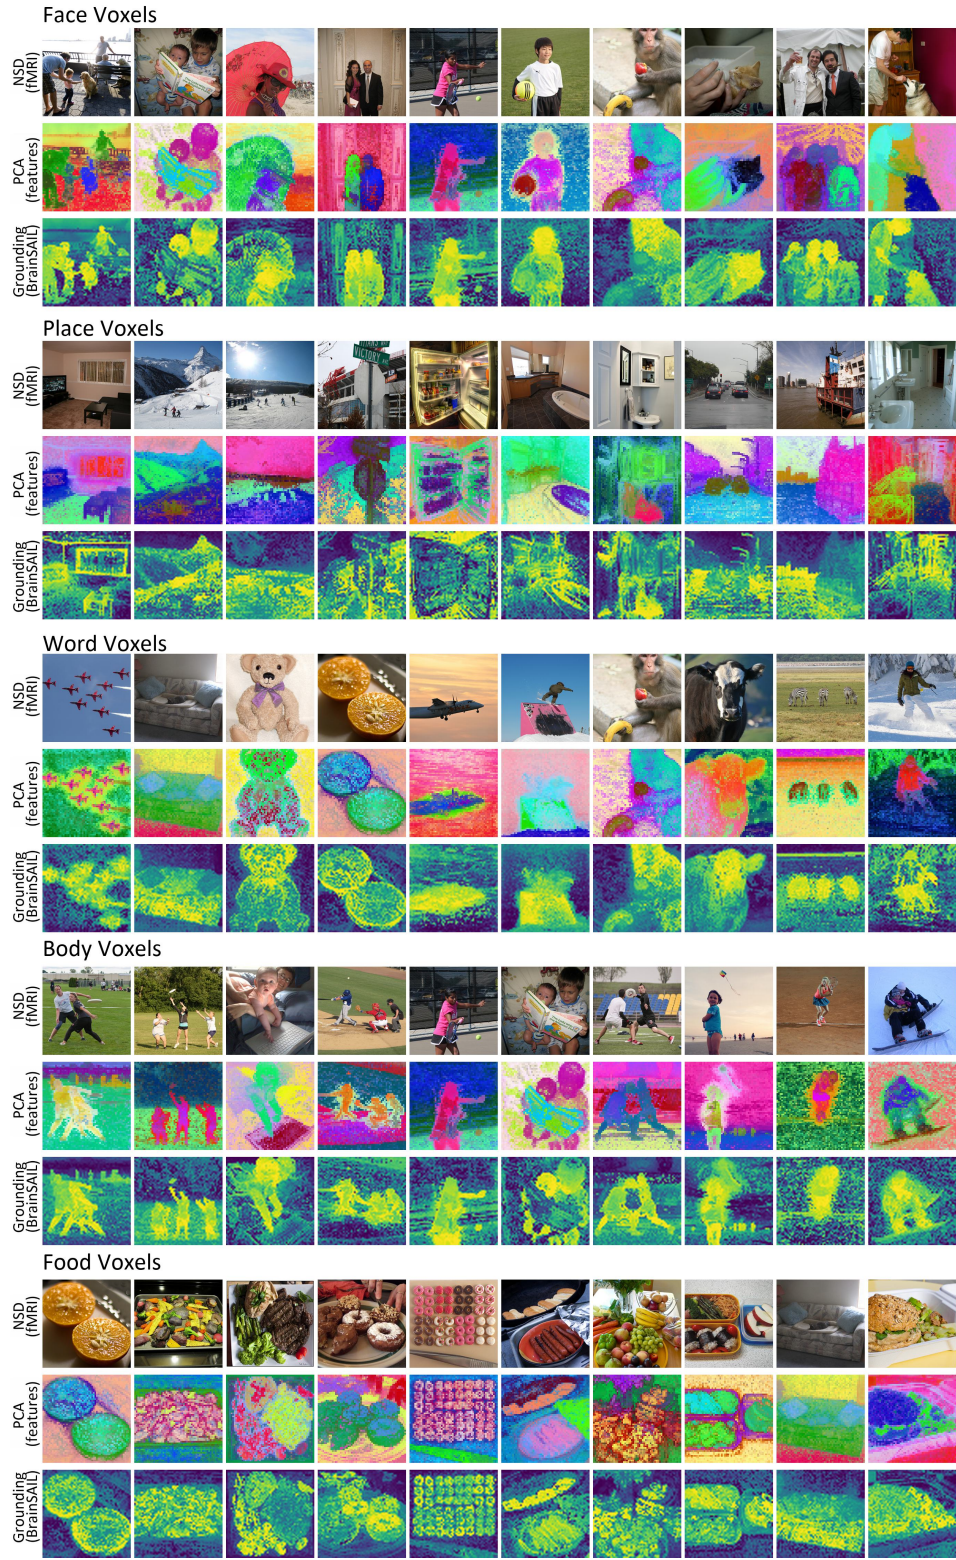 Face Voxels
NSD
(fMRI)
PCA
(features)
Grounding
(BrainSAIL)
Place Voxels
NSD
(fMRI)
VICTORY
PCA
(features)
Grounding
(BrainSAIL)
Word Voxels
NSD
(fMRI)
PCA
(features)
Grounding
(BrainSAIL)
Body Voxels
NSD
(fMRI)
PCA
(features)
Grounding
(BrainSAIL)
Food Voxels
NSD
(fMRI)
PCA
(features)
Grounding
(BrainSAIL)